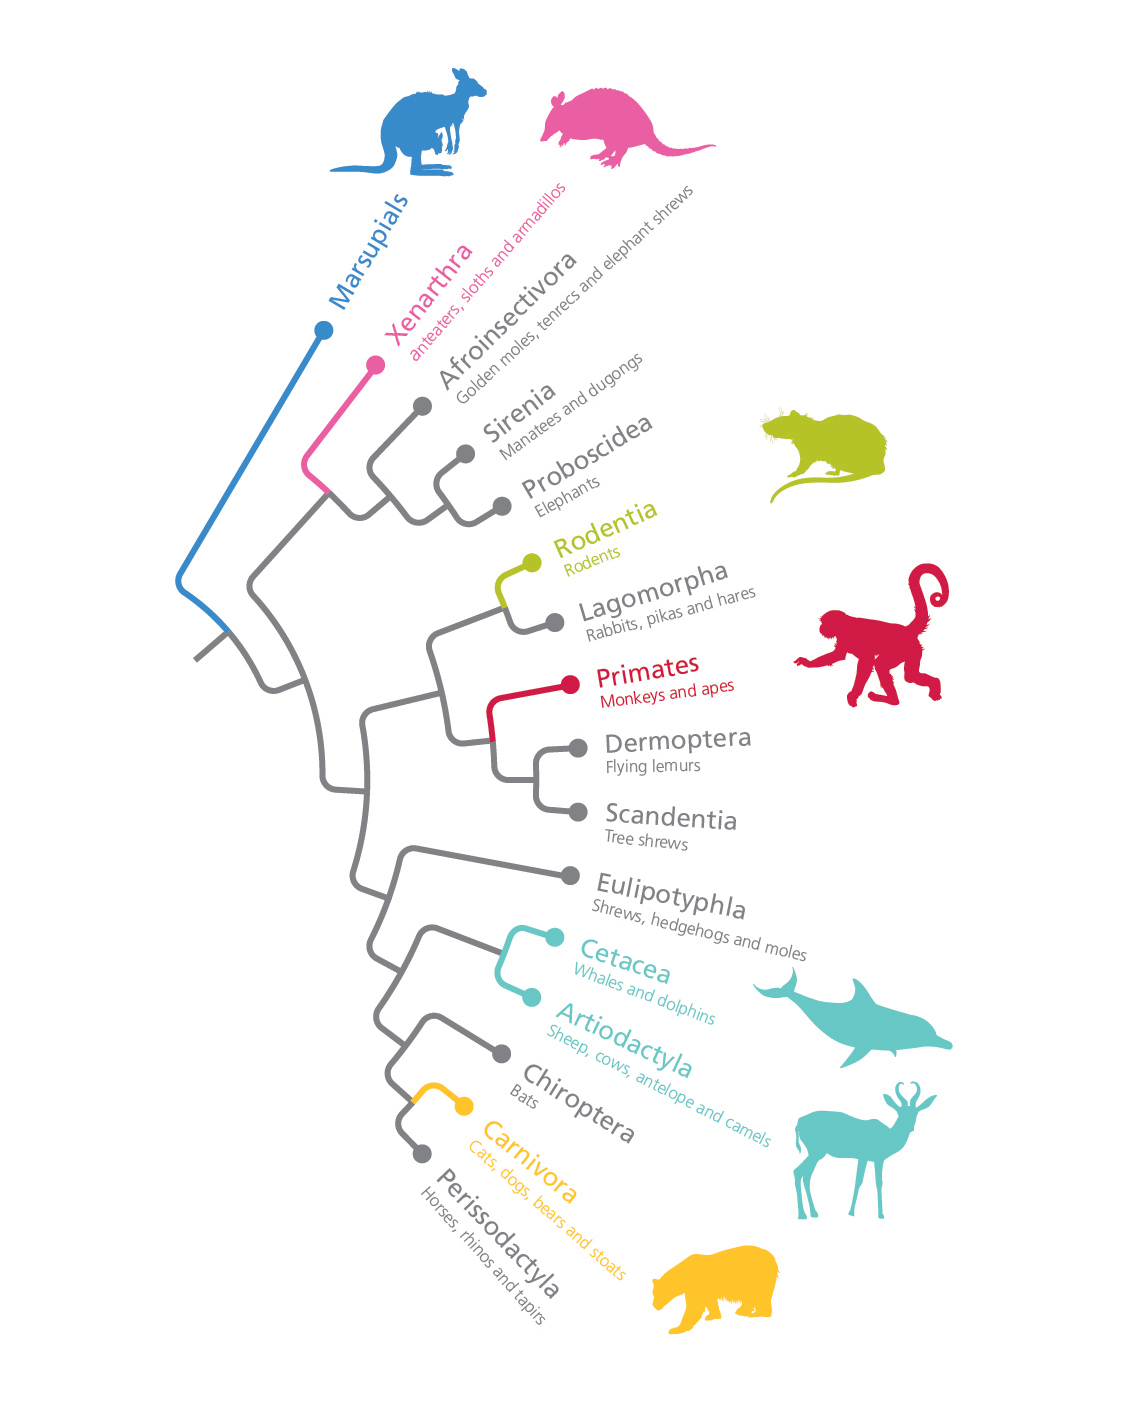 Marsupials
Xenarthra
anteaters, sloths and armadillos
Afroinsectivora
Golden moles, tenrecs and elephant shrews
Sirenia
Manatees and dugongs
Proboscidea
Elephants
Rodentia
Rodents
Lagomorpha
Rabbits, pikas and hares
Primates
Monkeys and apes
Dermoptera
Flying lemurs
Scandentia
Tree shrews
Eulipotyphla
Shrews, hedgehogs and moles
Cetacea
Whales and dolphins
Artiodactyla
Sheep, cows, antelope and camels
Chiroptera
Bats
Carnivora
Cats, dogs, bears and stoats
Perissodactyla
Horses, rhinos and tapirs